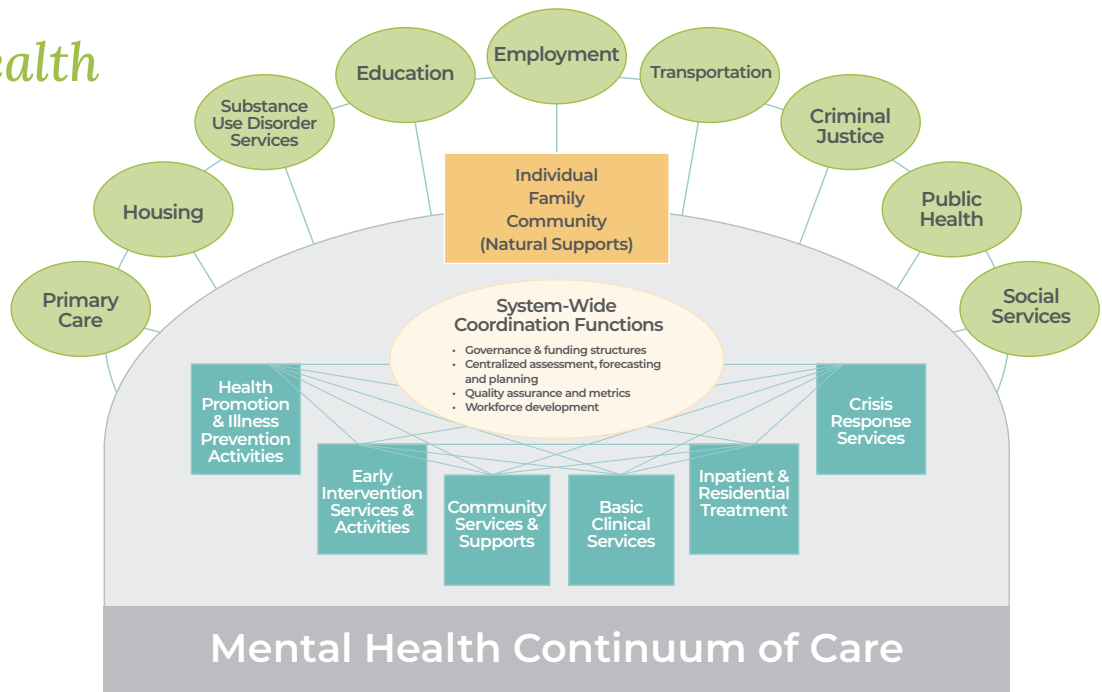 ealth
Employment
Education
Transportation
Substance
Use Disorder
Services
Criminal
Justice
Housing
Public
Health
Primary
Care
Social
Services
Individual
Family
Community
(Natural Supports)
System-Wide
Coordination Functions
• Governance & funding structures
• Centralized assessment, forecasting
and planning
• Quality assurance and metrics
• Workforce development
Health
Promotion
& Illness
Prevention
Activities
Early
Intervention
Services &
Activities
Community
Services &
Supports
Basic
Clinical
Services
Inpatient &
Residential
Treatment
Crisis
Response
Services
Mental Health Continuum of Care